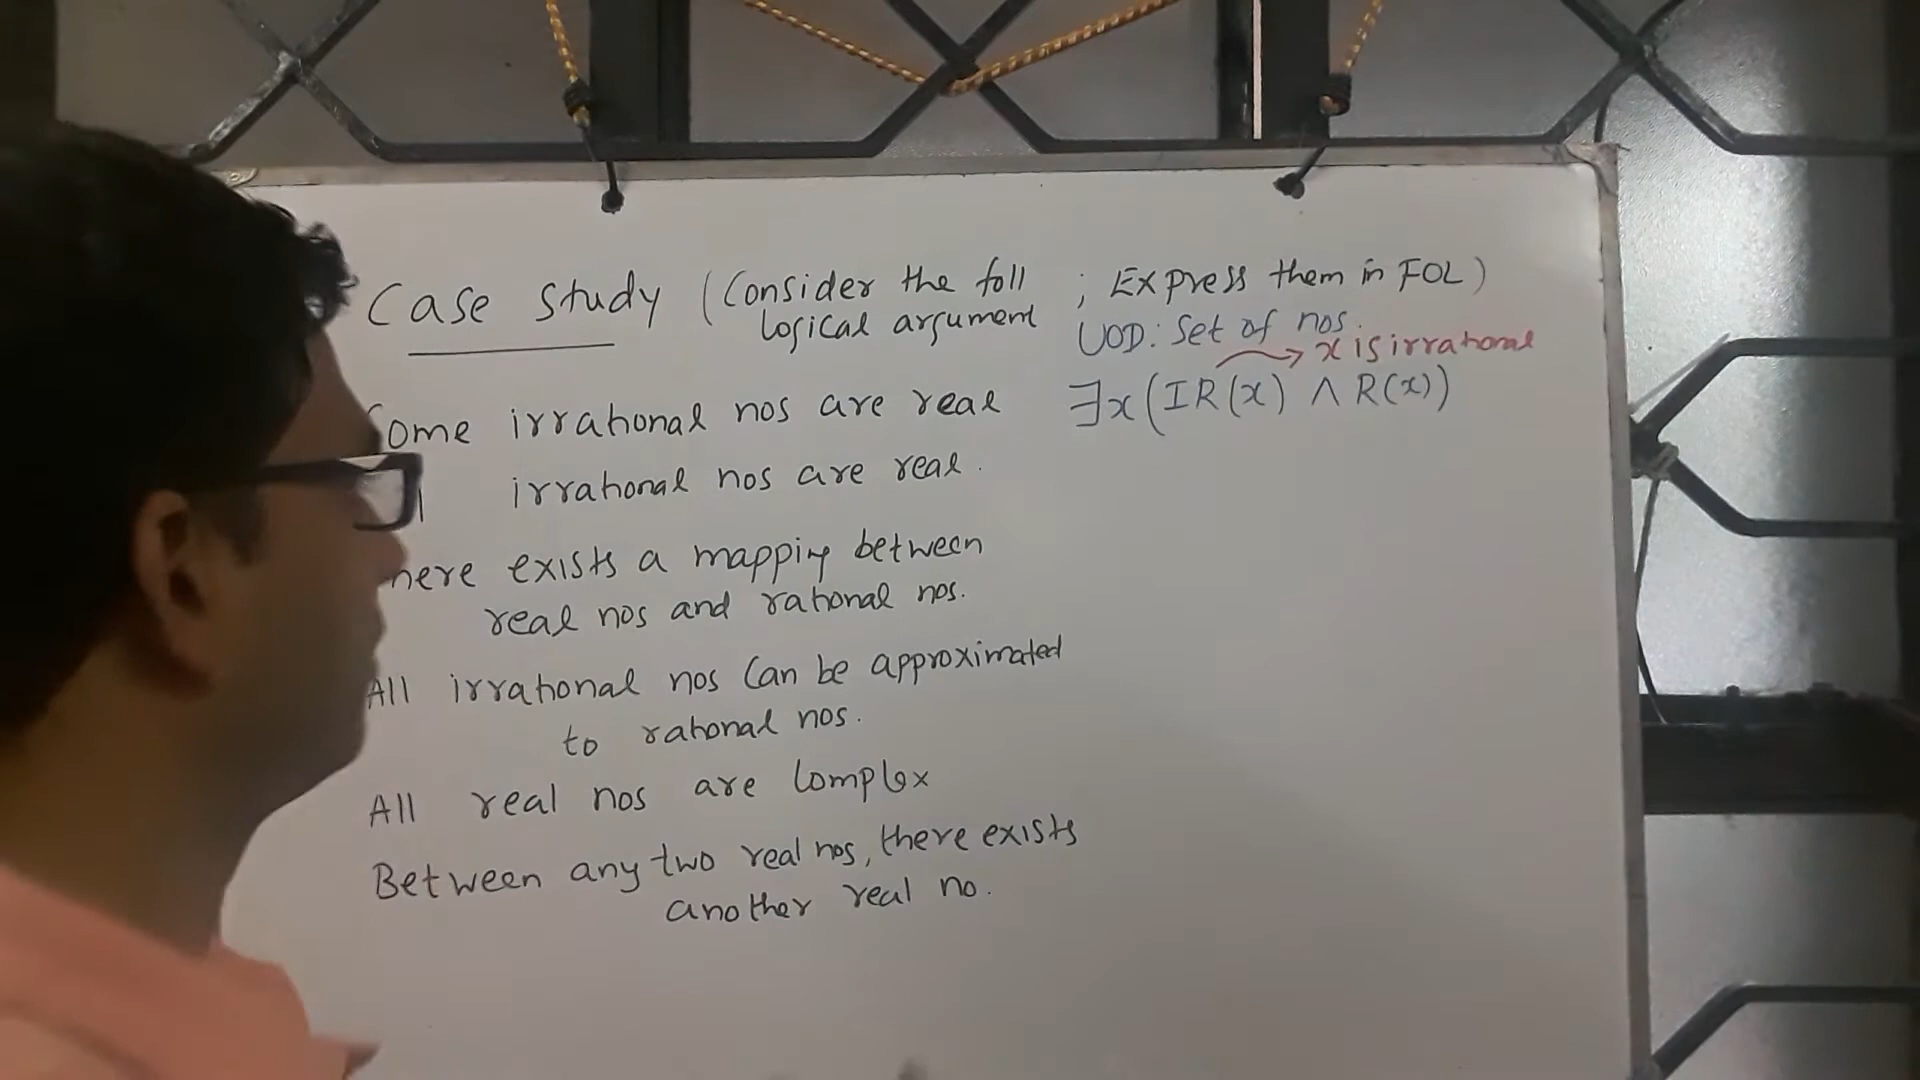 Case study (Consider the foll ; Express them in FOL)
logical argument
UOD: Set of nos.
x is irrational
ome irrational nos are real ∃x(IR(x) ∧ R(x))
irrational nos are real.
here exists a mapping between
real nos and rational nos.
All irrational nos Can be approximated
to rational nos.
All real nos are Complex
Between any two real nos, there exists
another real no.